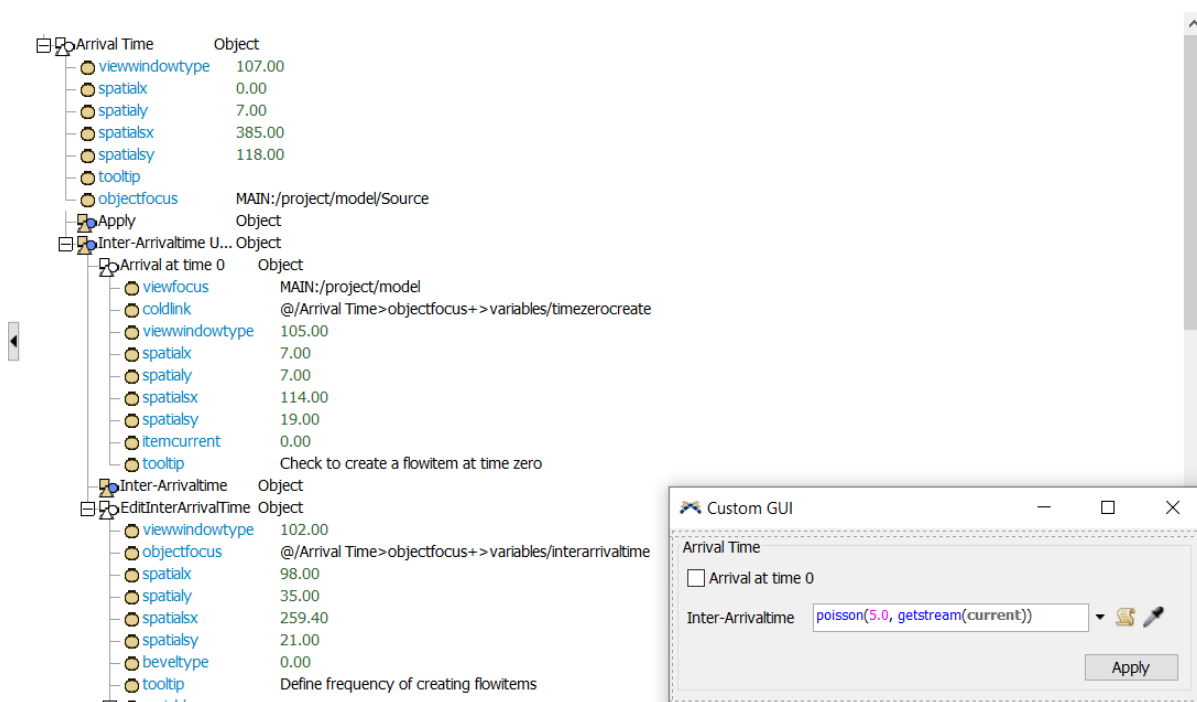 Arrival Time Object
viewwindowtype 107.00
spatialx 0.00
spatialy 7.00
spatialsx 385.00
spatialsy 118.00
tooltip
objectfocus MAIN:/project/model/Source
Apply Object
Inter-Arrivaltime U... Object
Arrival at time 0 Object
viewfocus MAIN:/project/model
coldlink @/Arrival Time>objectfocus+>variables/timezerocreate
viewwindowtype 105.00
spatialx 7.00
spatialy 7.00
spatialsx 114.00
spatialsy 19.00
itemcurrent 0.00
tooltip Check to create a flowitem at time zero
Inter-Arrivaltime Object
EditInterArrivalTime Object
viewwindowtype 102.00
objectfocus @/Arrival Time>objectfocus+>variables/interarrivaltime
spatialx 98.00
spatialy 35.00
spatialsx 259.40
spatialsy 21.00
beveltype 0.00
tooltip Define frequency of creating flowitems
Custom GUI
Arrival Time
Arrival at time 0
Inter-Arrivaltime poisson(5.0, getstream(current))
Apply